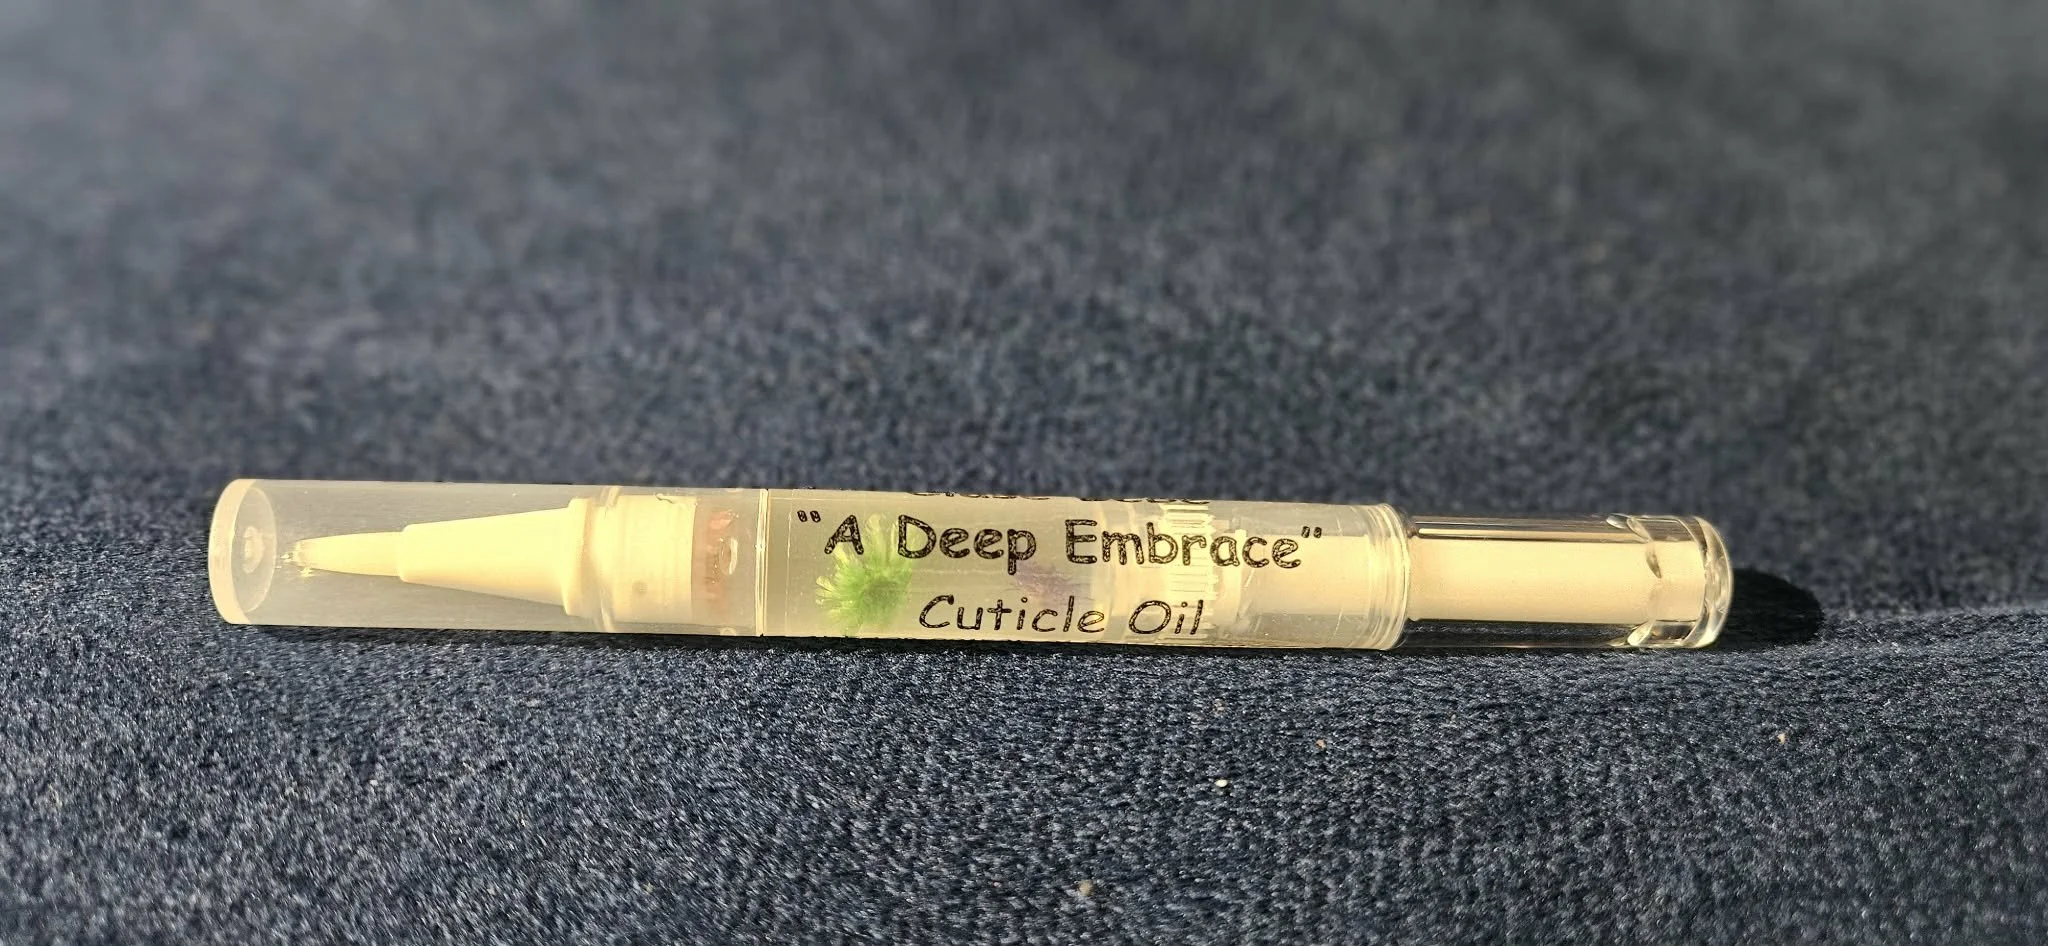 "A Deep Embrace"
Cuticle Oil